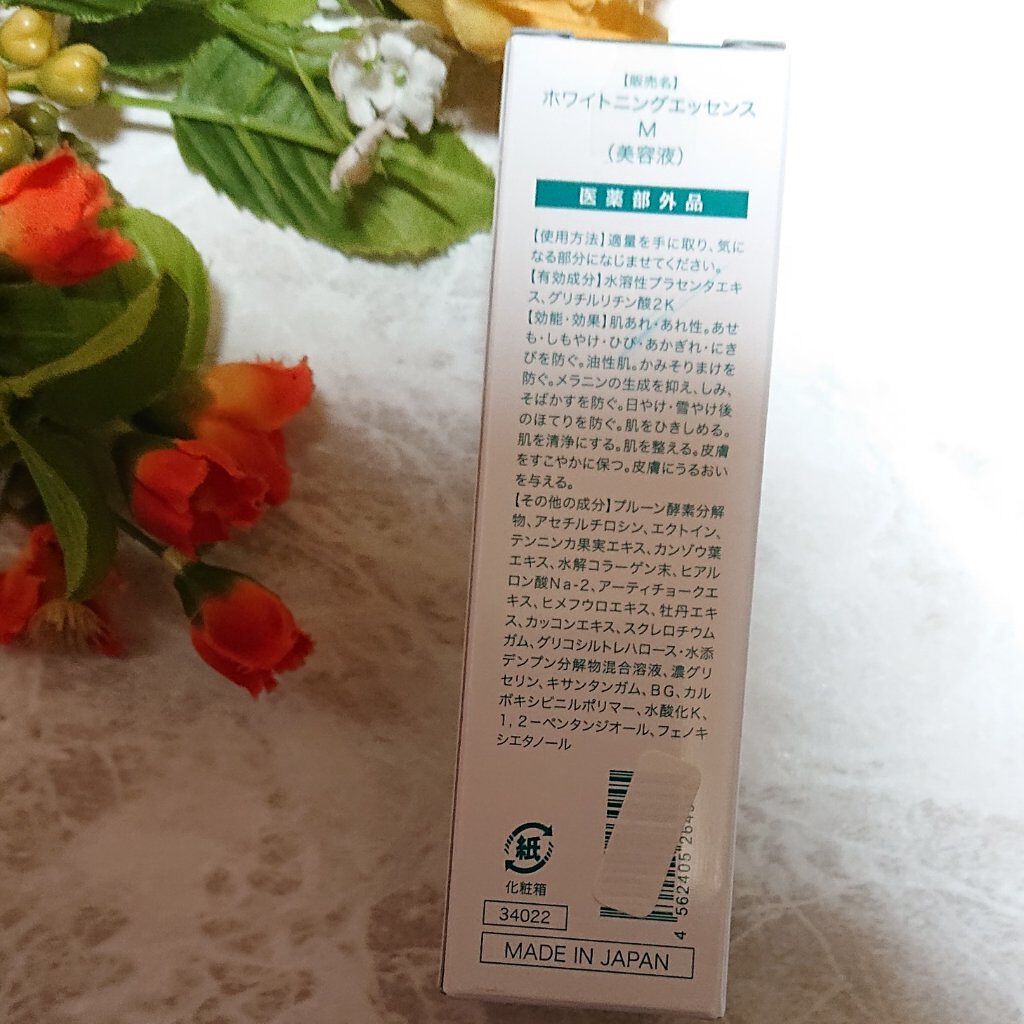 【販売名】
ホワイトニングエッセンス
M
（美容液）
医薬部外品
【使用方法】適量を手に取り、気に
なる部分になじませてください。
【有効成分】水溶性プラセンタエキ
ス、グリチルリチン酸2K
【効能・効果】肌あれ・あれ性。あせ
も・しもやけ・ひび・あかぎれ・にき
びを防ぐ。油性肌。かみそりまけを
防ぐ。メラニンの生成を抑え、しみ、
そばかすを防ぐ。日やけ・雪やけ後
のほてりを防ぐ。肌をひきしめる。
肌を清浄にする。肌を整える。皮膚
をすこやかに保つ。皮膚にうるおい
を与える。
【その他の成分】プルーン酵素分解
物、アセチルチロシン、エクトイン、
テンニンカ果実エキス、カンゾウ葉
エキス、水解コラーゲン末、ヒアル
ロン酸Na-2、アーティチョークエ
キス、ヒメフウロエキス、牡丹エキ
ス、カッコンエキス、スクレロチウム
ガム、グリコシルトレハロース・水添
デンプン分解物混合溶液、濃グリ
セリン、キサンタンガム、BG、カル
ボキシビニルポリマー、水酸化K、
1,2－ペンタンジオール、フェノキ
シエタノール
紙
化粧箱
4 562405
34022
MADE IN JAPAN